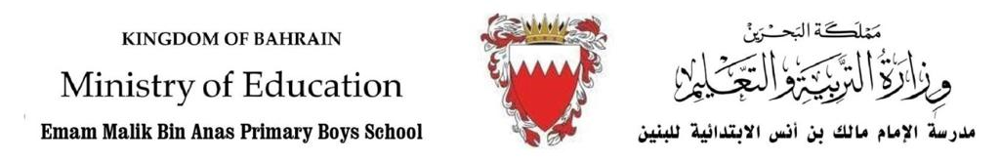 KINGDOM OF BAHRAIN
Ministry of Education
Emam Malik Bin Anas Primary Boys School
مملكة البحرين
وزارة التربية والتعليم
مدرسة الإمام مالك بن أنس الابتدائية للبنين